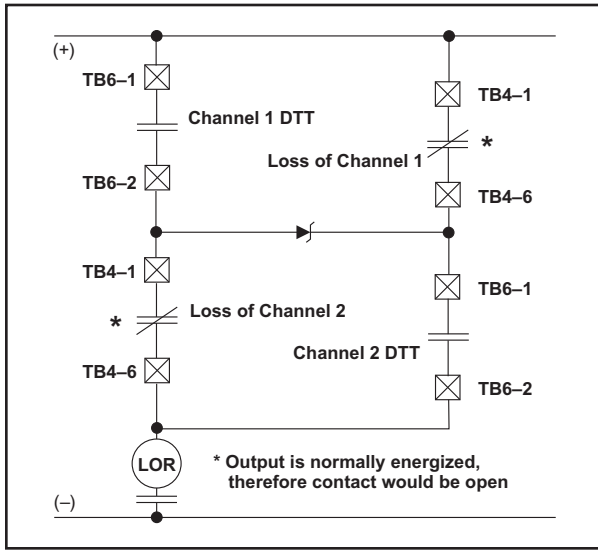 (+)
TB6–1
TB4–1
Channel 1 DTT
Loss of Channel 1
*
TB6–2
TB4–6
TB4–1
TB6–1
Loss of Channel 2
*
Channel 2 DTT
TB4–6
TB6–2
LOR
* Output is normally energized,
therefore contact would be open
(–)